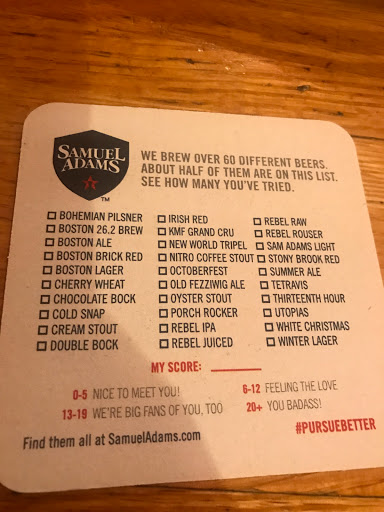 SAMUEL
ADAMS
TM
WE BREW OVER 60 DIFFERENT BEERS.
ABOUT HALF OF THEM ARE ON THIS LIST.
SEE HOW MANY YOU'VE TRIED.
☐ BOHEMIAN PILSNER
☐ BOSTON 26.2 BREW
☐ BOSTON ALE
☐ BOSTON BRICK RED
☐ BOSTON LAGER
☐ CHERRY WHEAT
☐ CHOCOLATE BOCK
☐ COLD SNAP
☐ CREAM STOUT
☐ DOUBLE BOCK
☐ IRISH RED
☐ KMF GRAND CRU
☐ NEW WORLD TRIPEL
☐ NITRO COFFEE STOUT
☐ OCTOBERFEST
☐ OLD FEZZIWIG ALE
☐ OYSTER STOUT
☐ PORCH ROCKER
☐ REBEL IPA
☐ REBEL JUICED
☐ REBEL RAW
☐ REBEL ROUSER
☐ SAM ADAMS LIGHT
☐ STONY BROOK RED
☐ SUMMER ALE
☐ TETRAVIS
☐ THIRTEENTH HOUR
☐ UTOPIAS
☐ WHITE CHRISTMAS
☐ WINTER LAGER
MY SCORE: ________
0-5 NICE TO MEET YOU!
6-12 FEELING THE LOVE
13-19 WE'RE BIG FANS OF YOU, TOO
20+ YOU BADASS!
#PURSUEBETTER
Find them all at SamuelAdams.com